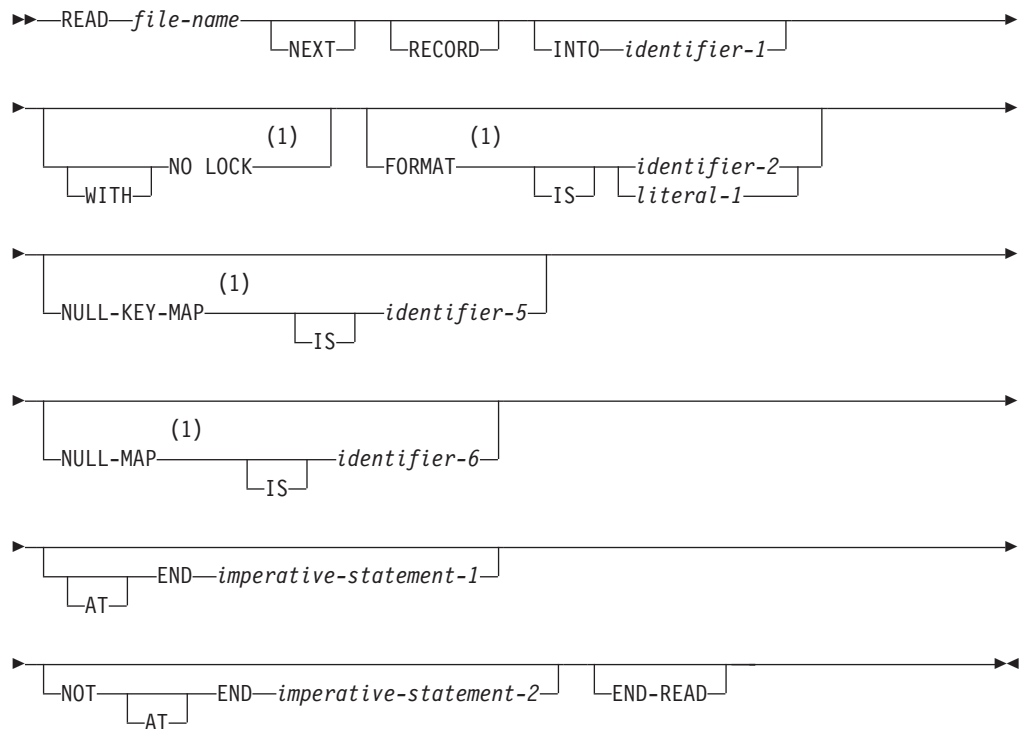 READ file-name
NEXT RECORD INTO identifier-1
(1) (1)
NO LOCK FORMAT identifier-2
WITH IS literal-1
(1)
NULL-KEY-MAP identifier-5
IS
(1)
NULL-MAP identifier-6
IS
END imperative-statement-1
AT
NOT END imperative-statement-2 END-READ
AT